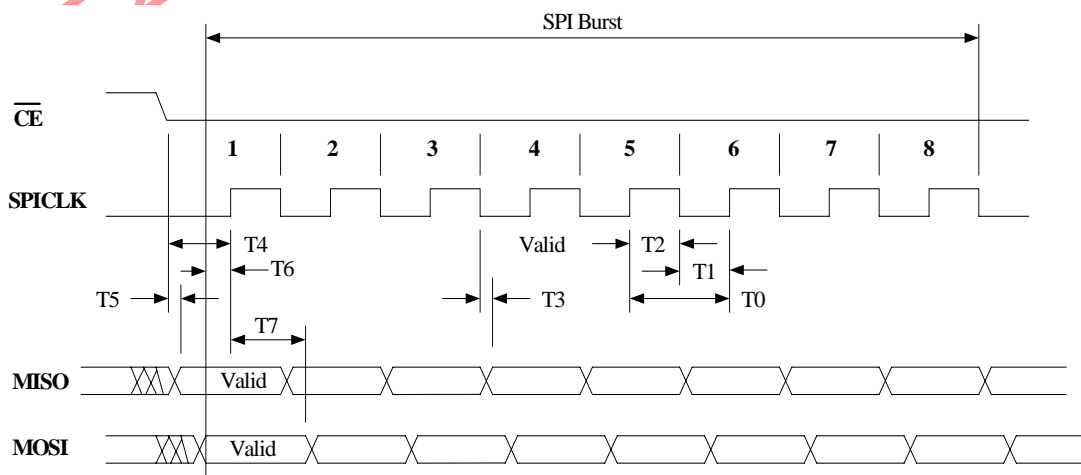 SPI Burst
CE
1 2 3 4 5 6 7 8
SPICLK
T4 Valid T2
T6 T1
T5 T3 T0
T7
MISO Valid
MOSI Valid